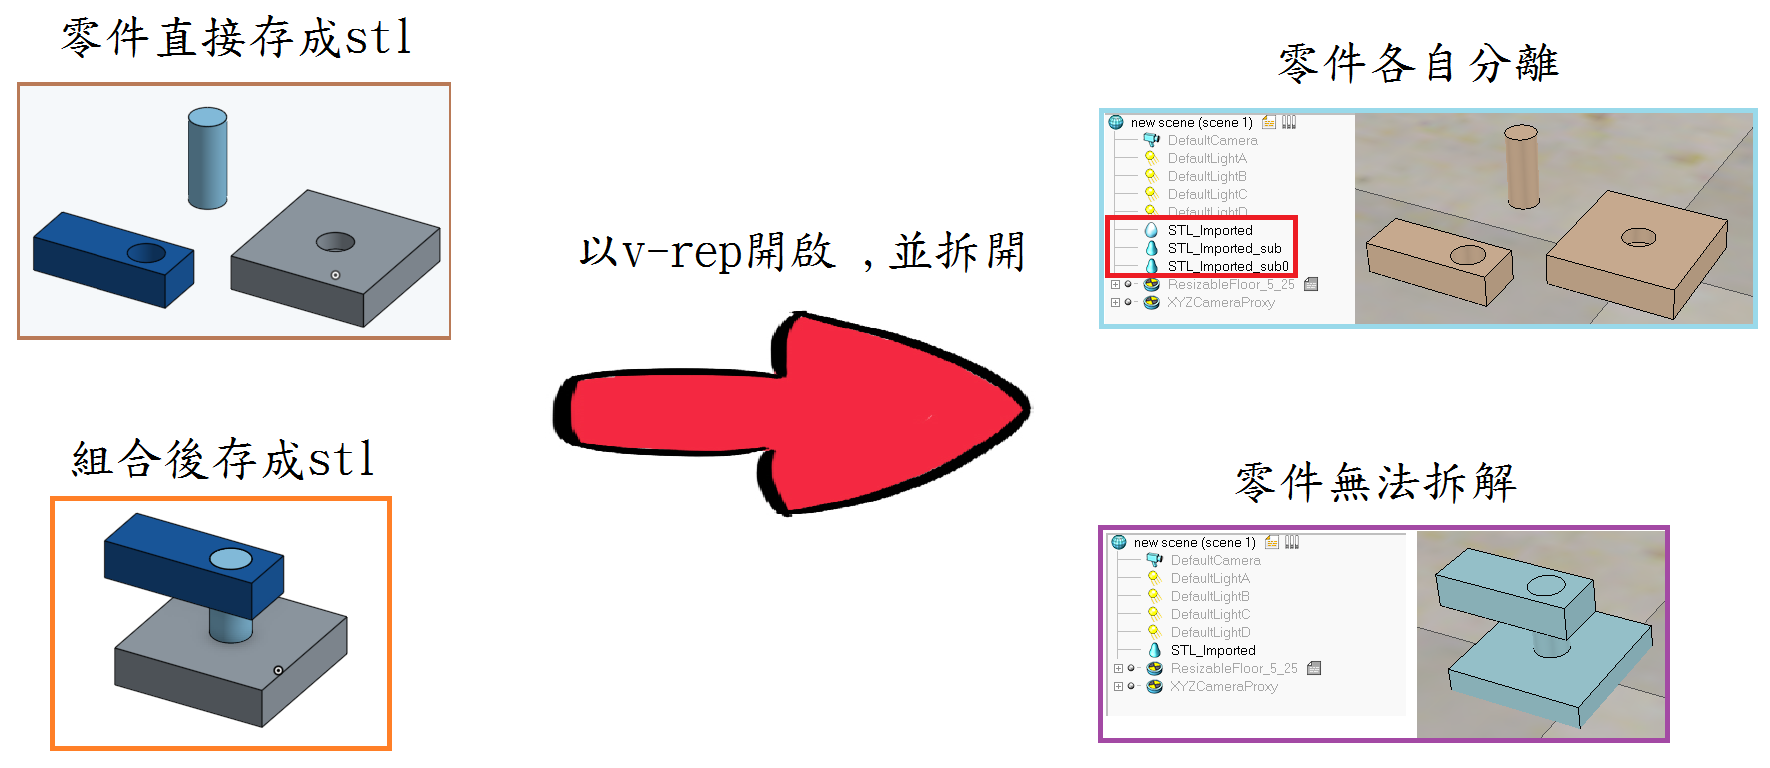 零件直接存成stl
以v-rep開啟 ,並拆開
零件各自分離
new scene (scene 1)
DefaultCamera
DefaultLightA
DefaultLightB
DefaultLightC
DefaultLightD
STL_Imported
STL_Imported_sub
STL_Imported_sub0
ResizableFloor_5_25
XYZCameraProxy
組合後存成stl
零件無法拆解
new scene (scene 1)
DefaultCamera
DefaultLightA
DefaultLightB
DefaultLightC
DefaultLightD
STL_Imported
ResizableFloor_5_25
XYZCameraProxy